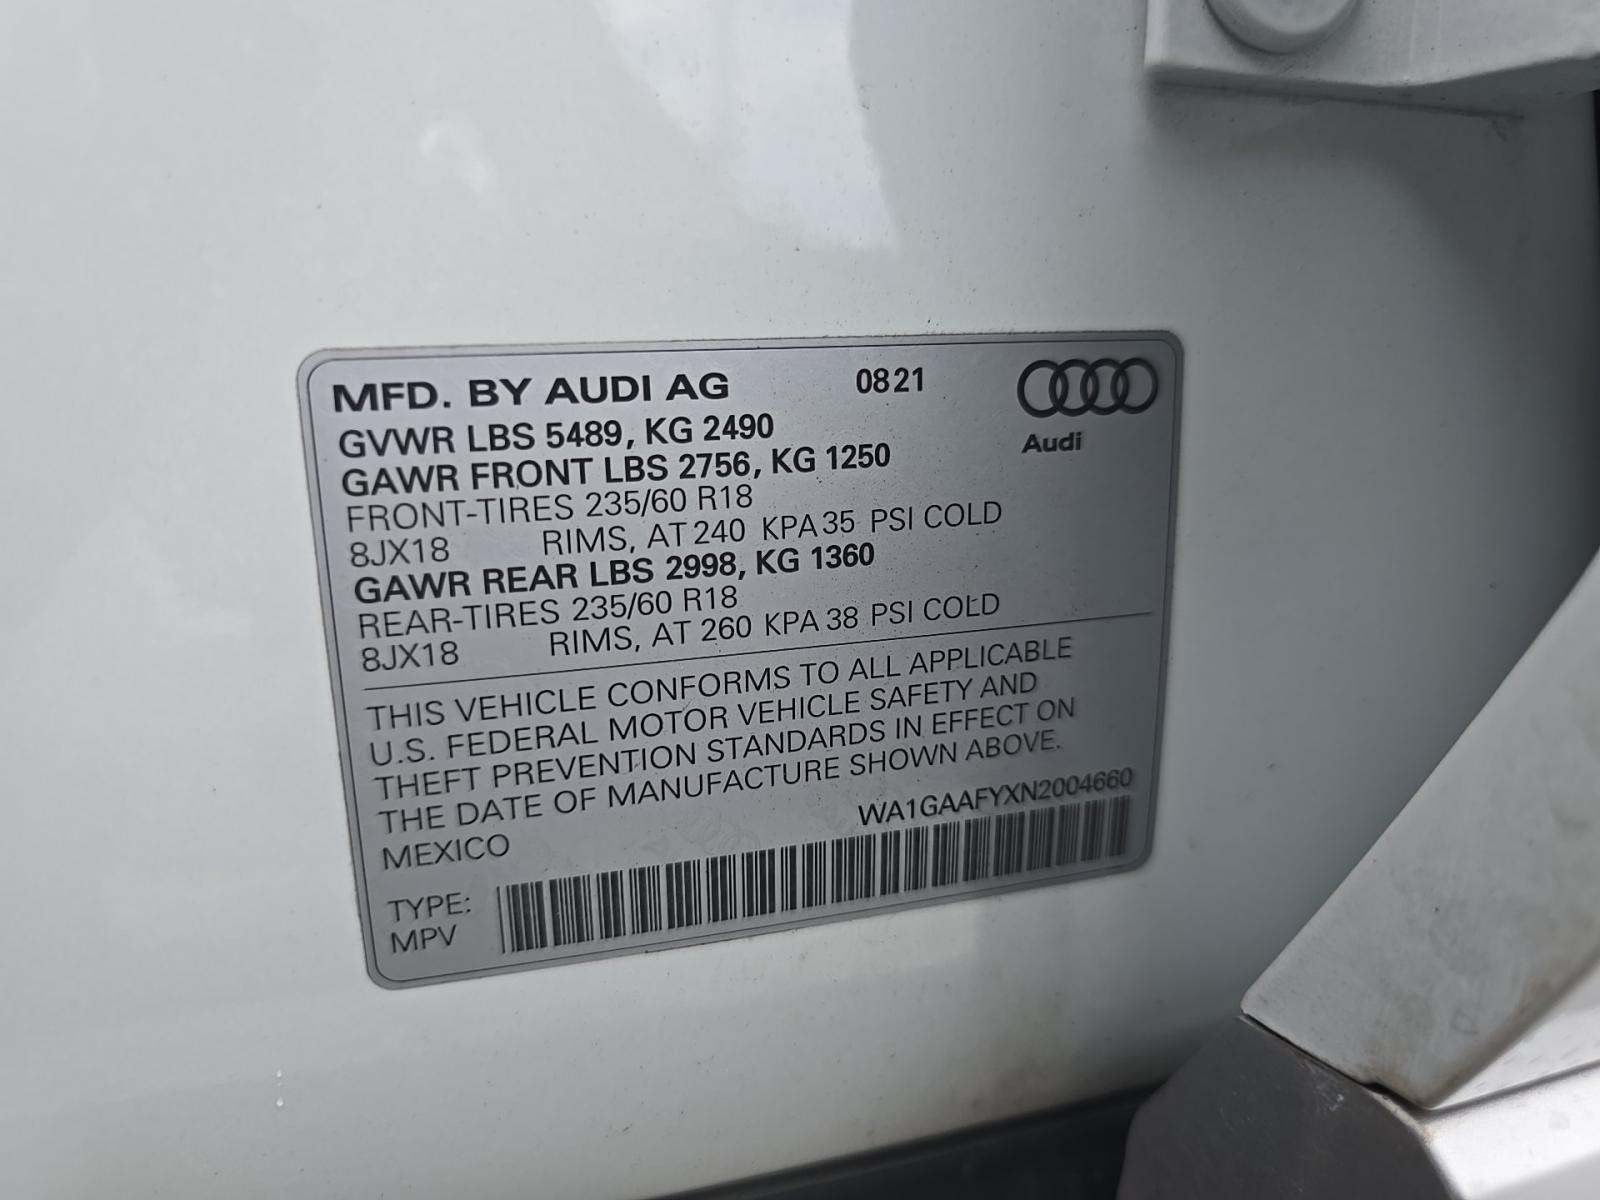 MFD. BY AUDI AG 0821
Audi
GVWR LBS 5489, KG 2490
GAWR FRONT LBS 2756, KG 1250
FRONT-TIRES 235/60 R18
8JX18 RIMS, AT 240 KPA 35 PSI COLD
GAWR REAR LBS 2998, KG 1360
REAR-TIRES 235/60 R18
8JX18 RIMS, AT 260 KPA 38 PSI COLD
THIS VEHICLE CONFORMS TO ALL APPLICABLE
U.S. FEDERAL MOTOR VEHICLE SAFETY AND
THEFT PREVENTION STANDARDS IN EFFECT ON
THE DATE OF MANUFACTURE SHOWN ABOVE.
MEXICO WA1GAAFYXN2004660
TYPE:
MPV